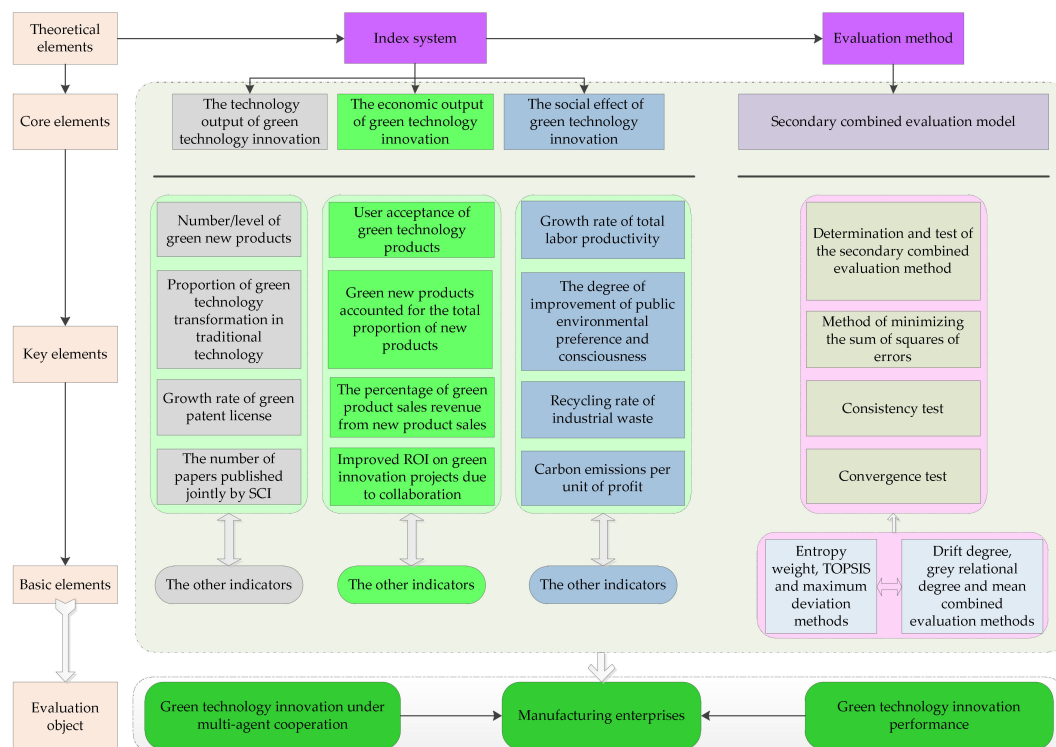 Theoretical
elements
Index system
Evaluation method
Core elements
The technology
output of green
technology innovation
The economic output
of green technology
innovation
The social effect of
green technology
innovation
Secondary combined evaluation model
Number/level of
green new products
User acceptance of
green technology
products
Growth rate of total
labor productivity
Determination and test of
the secondary combined
evaluation method
Proportion of green
technology
transformation in
traditional
technology
Green new products
accounted for the total
proportion of new
products
The degree of
improvement of public
environmental
preference and
consciousness
Method of minimizing
the sum of squares of
errors
Key elements
Growth rate of green
patent license
The percentage of green
product sales revenue
from new product sales
Recycling rate of
industrial waste
Consistency test
The number of
papers published
jointly by SCI
Improved ROI on green
innovation projects due
to collaboration
Carbon emissions per
unit of profit
Convergence test
Basic elements
The other indicators
The other indicators
The other indicators
Entropy
weight, TOPSIS
and maximum
deviation
methods
Drift degree,
grey relational
degree and mean
combined
evaluation methods
Evaluation
object
Green technology innovation under
multi-agent cooperation
Manufacturing enterprises
Green technology innovation
performance